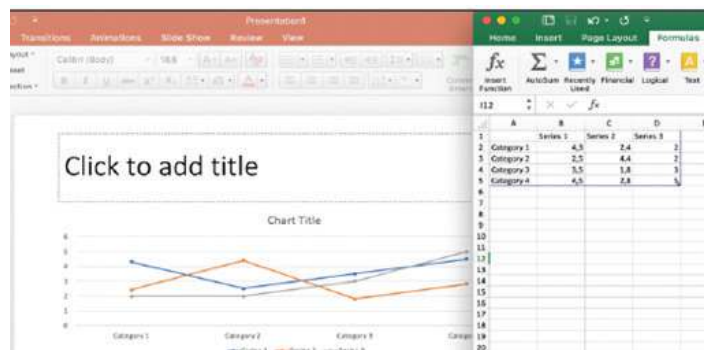 Presentation1
Transitions Animations Slide Show Review View
Calibri (Body) 18.6
Click to add title
Chart Title
6
5
4
3
2
1
0
Category 1 Category 2 Category 3
Home Insert Page Layout Formulas
fx
Insert Function AutoSum Recently Used Financial Logical Text
I12 fx
A B C D
1 Series 1 Series 2 Series 3
2 Category 1 4,3 2,4 2
3 Category 2 2,5 4,4 2
4 Category 3 3,5 1,8 3
5 Category 4 4,5 2,8 5
6
7
8
9
10
11
12
13
14
15
16
17
18
19
20